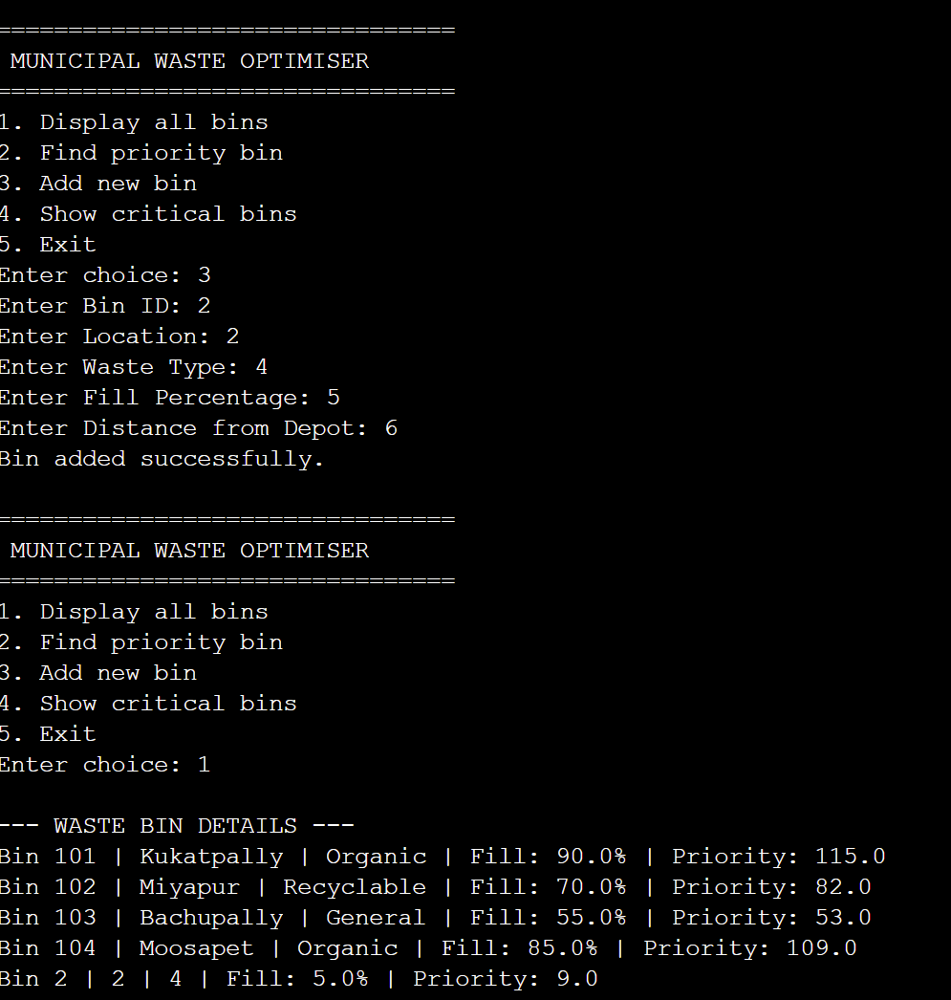 ================================
MUNICIPAL WASTE OPTIMISER
================================
1. Display all bins
2. Find priority bin
3. Add new bin
4. Show critical bins
5. Exit
Enter choice: 3
Enter Bin ID: 2
Enter Location: 2
Enter Waste Type: 4
Enter Fill Percentage: 5
Enter Distance from Depot: 6
Bin added successfully.
================================
MUNICIPAL WASTE OPTIMISER
================================
1. Display all bins
2. Find priority bin
3. Add new bin
4. Show critical bins
5. Exit
Enter choice: 1
--- WASTE BIN DETAILS ---
Bin 101 | Kukatpally | Organic | Fill: 90.0% | Priority: 115.0
Bin 102 | Miyapur | Recyclable | Fill: 70.0% | Priority: 82.0
Bin 103 | Bachupally | General | Fill: 55.0% | Priority: 53.0
Bin 104 | Moosapet | Organic | Fill: 85.0% | Priority: 109.0
Bin 2 | 2 | 4 | Fill: 5.0% | Priority: 9.0